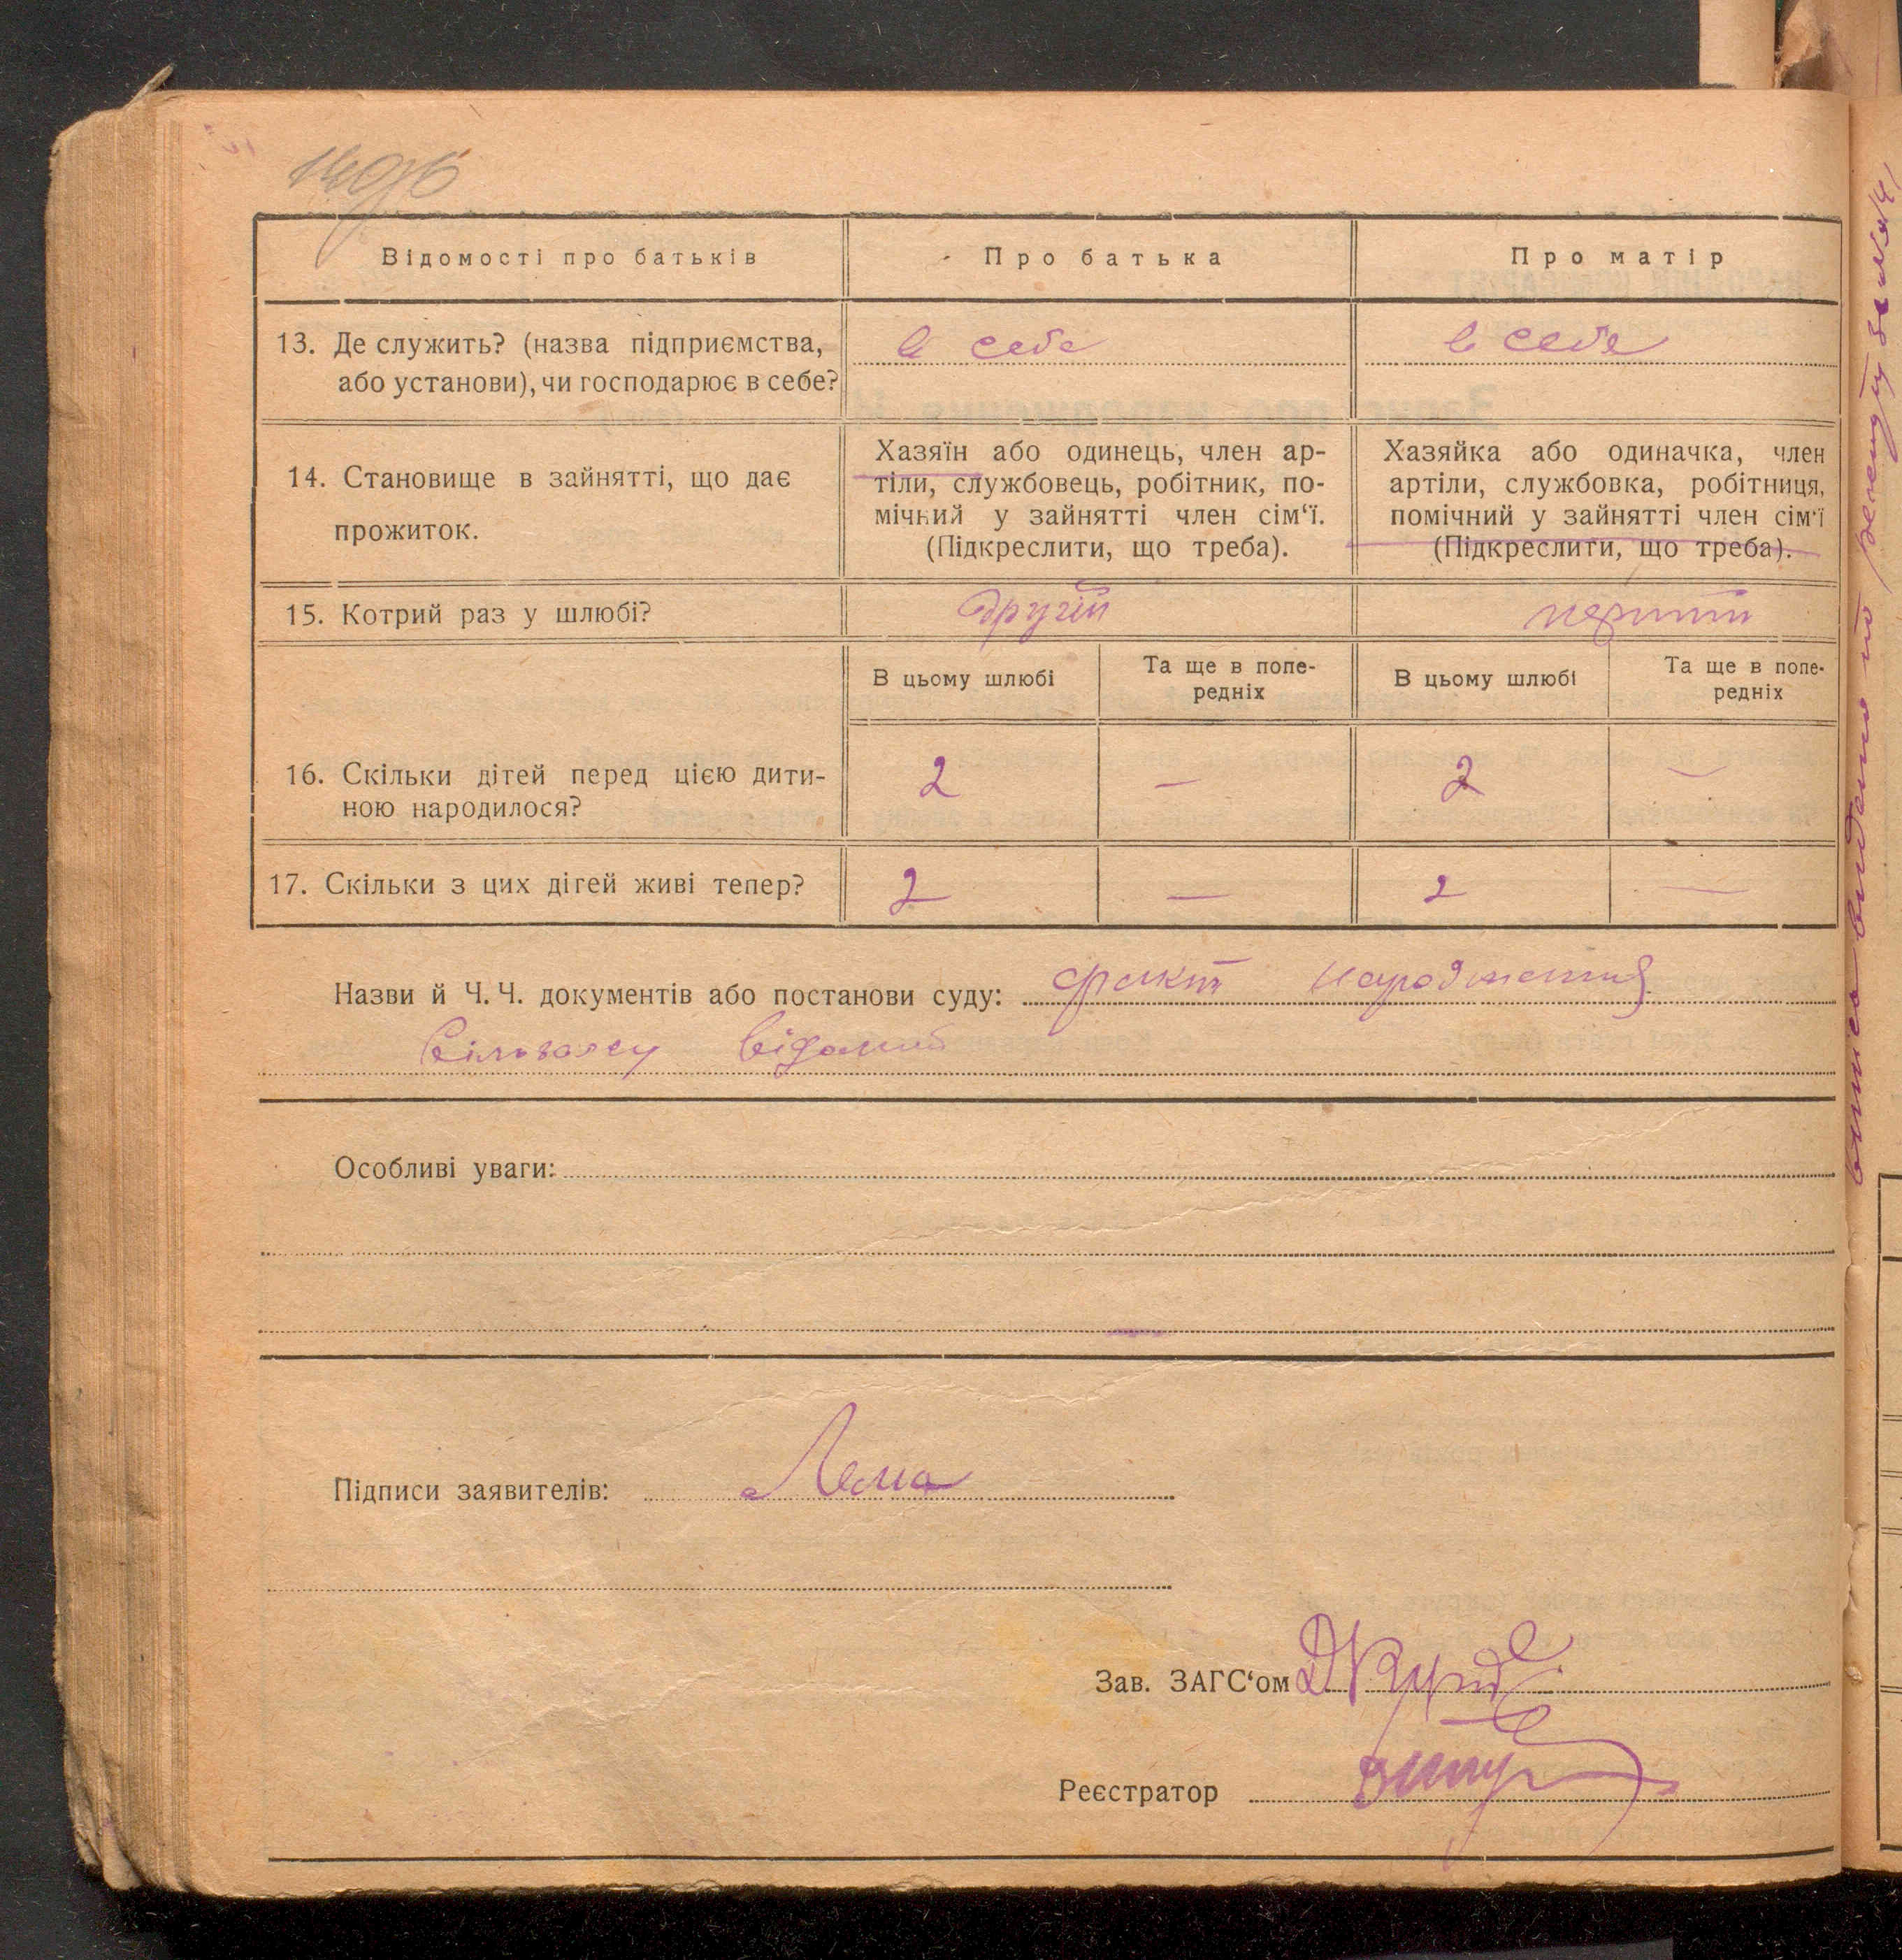 Відомості про батьків
Про батька
Про матір
13. Де служить? (назва підприємства,
або установи), чи господарює в себе?
в себе
в себе
14. Становище в зайнятті, що дає
прожиток.
Хазяїн або одинець, член ар-
тіли, службовець, робітник, по-
мічний у зайнятті член сім‘ї.
(Підкреслити, що треба).
Хазяйка або одиначка, член
артіли, службовка, робітниця,
помічний у зайнятті член сім‘ї
(Підкреслити, що треба).
15. Котрий раз у шлюбі?
другій
перший
В цьому шлюбі
Та ще в попе-
редніх
В цьому шлюбі
Та ще в попе-
редніх
16. Скільки дітей перед цією дити-
ною народилося?
2 — 2 —
17. Скільки з цих дітей живі тепер?
2 — 2 —
Назви й Ч. Ч. документів або постанови суду: факт народження
відомий
Особливі уваги:
Підписи заявителів:
Зав. ЗАГС‘ом
Реєстратор